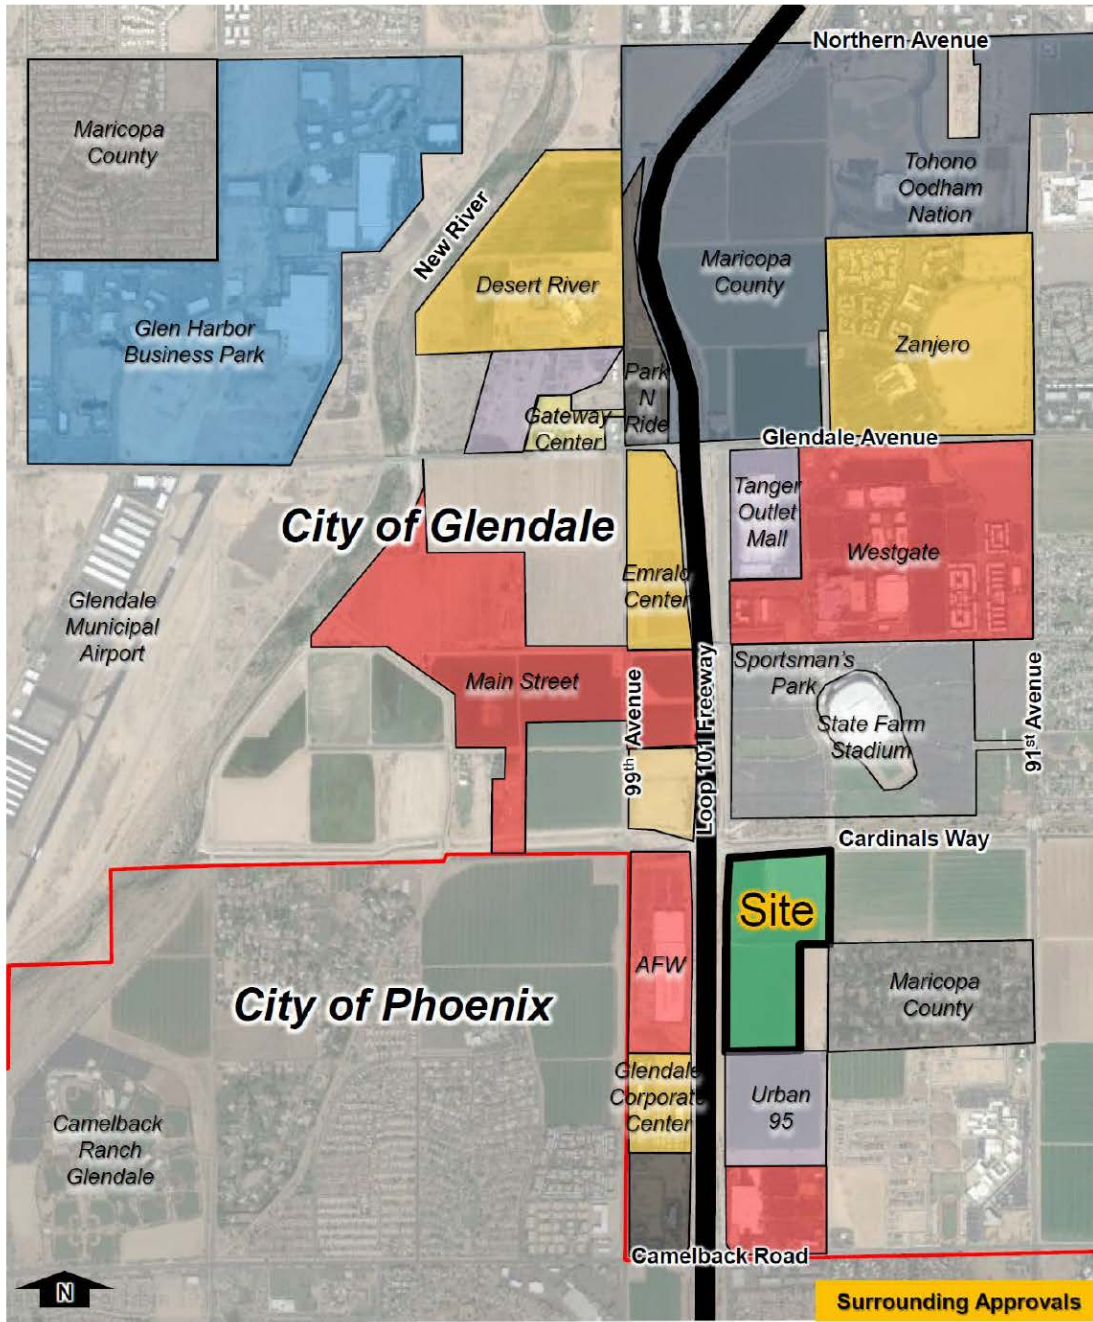 Northern Avenue
Maricopa
County
Tohono
Oodham
Nation
New River
Desert River
Maricopa
County
Glen Harbor
Business Park
Zanjero
Park
N
Ride
Gateway
Center
Glendale Avenue
Tanger
Outlet
Mall
Westgate
City of Glendale
Emrald
Center
Glendale
Municipal
Airport
Main Street
99th Avenue
Loop 101 Freeway
Sportsman's
Park
State Farm
Stadium
91st Avenue
Cardinals Way
Site
AFW
Maricopa
County
City of Phoenix
Glendale
Corporate
Center
Urban
95
Camelback
Ranch
Glendale
Camelback Road
N
Surrounding Approvals